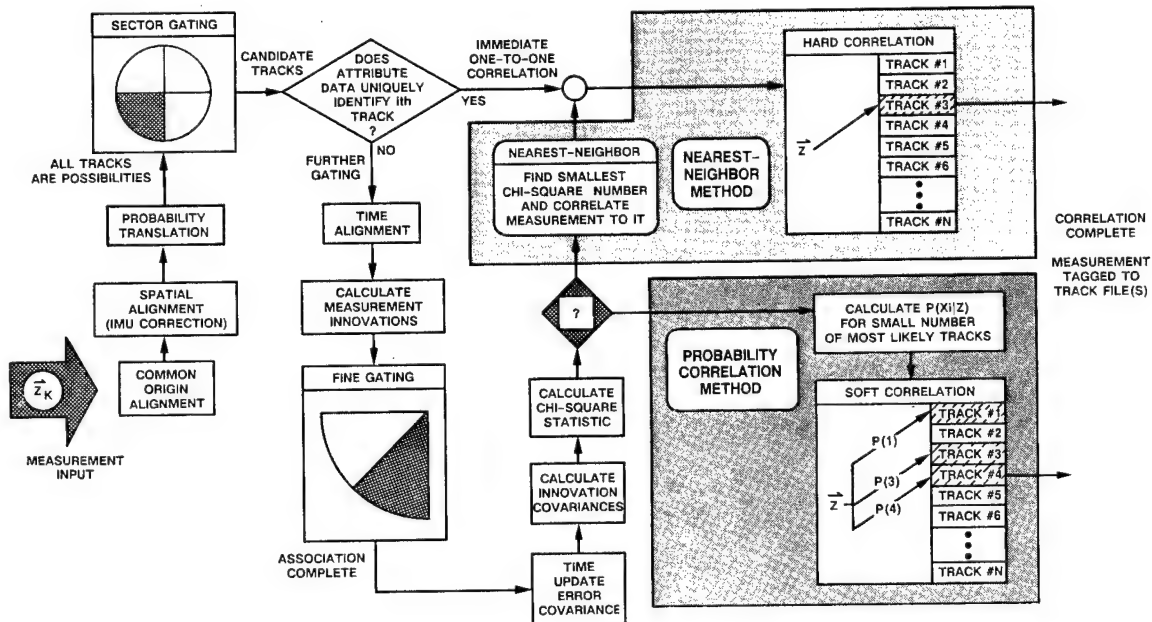 SECTOR GATING
CANDIDATE
TRACKS
DOES
ATTRIBUTE
DATA UNIQUELY
IDENTIFY ith
TRACK
?
IMMEDIATE
ONE-TO-ONE
CORRELATION
YES
NO
FURTHER
GATING
ALL TRACKS
ARE POSSIBILITIES
PROBABILITY
TRANSLATION
SPATIAL
ALIGNMENT
(IMU CORRECTION)
COMMON
ORIGIN
ALIGNMENT
Z K
MEASUREMENT
INPUT
TIME
ALIGNMENT
CALCULATE
MEASUREMENT
INNOVATIONS
FINE GATING
ASSOCIATION
COMPLETE
TIME
UPDATE
ERROR
COVARIANCE
CALCULATE
INNOVATION
COVARIANCES
CALCULATE
CHI-SQUARE
STATISTIC
?
NEAREST-NEIGHBOR
FIND SMALLEST
CHI-SQUARE NUMBER
AND CORRELATE
MEASUREMENT TO IT
NEAREST-
NEIGHBOR
METHOD
HARD CORRELATION
TRACK #1
TRACK #2
TRACK #3
TRACK #4
TRACK #5
TRACK #6
TRACK #N
Z
CORRELATION
COMPLETE
MEASUREMENT
TAGGED TO
TRACK FILE(S)
PROBABILITY
CORRELATION
METHOD
CALCULATE P(Xi|Z)
FOR SMALL NUMBER
OF MOST LIKELY TRACKS
SOFT CORRELATION
TRACK #1
TRACK #2
TRACK #3
TRACK #4
TRACK #5
TRACK #6
TRACK #N
P(1)
P(3)
P(4)
Z